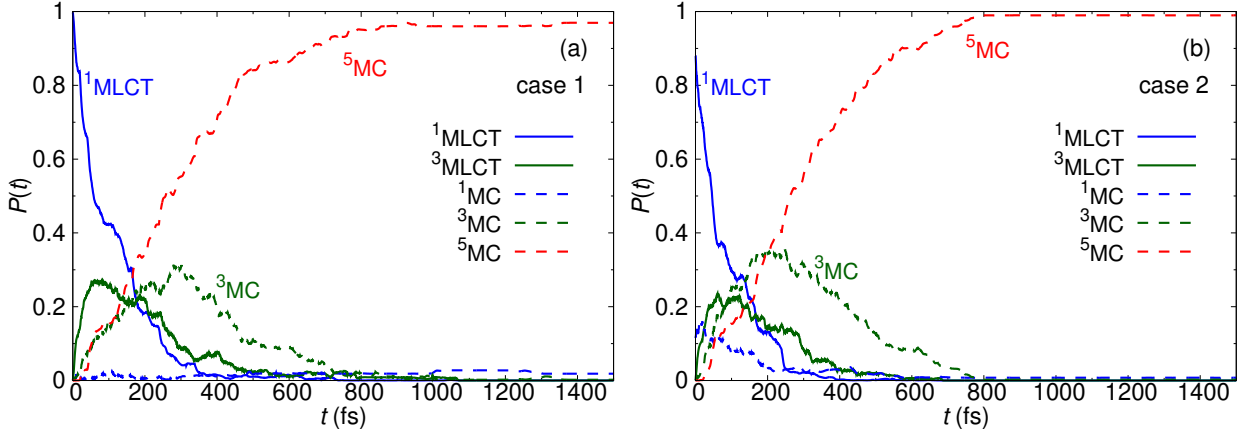 1
0.8
0.6
0.4
0.2
0
0 200 400 600 800 1000 1200 1400
P(t)
t (fs)
(a)
case 1
¹MLCT
⁵MC
³MC
¹MLCT
³MLCT
¹MC
³MC
⁵MC
1
0.8
0.6
0.4
0.2
0
0 200 400 600 800 1000 1200 1400
P(t)
t (fs)
(b)
case 2
¹MLCT
⁵MC
³MC
¹MLCT
³MLCT
¹MC
³MC
⁵MC